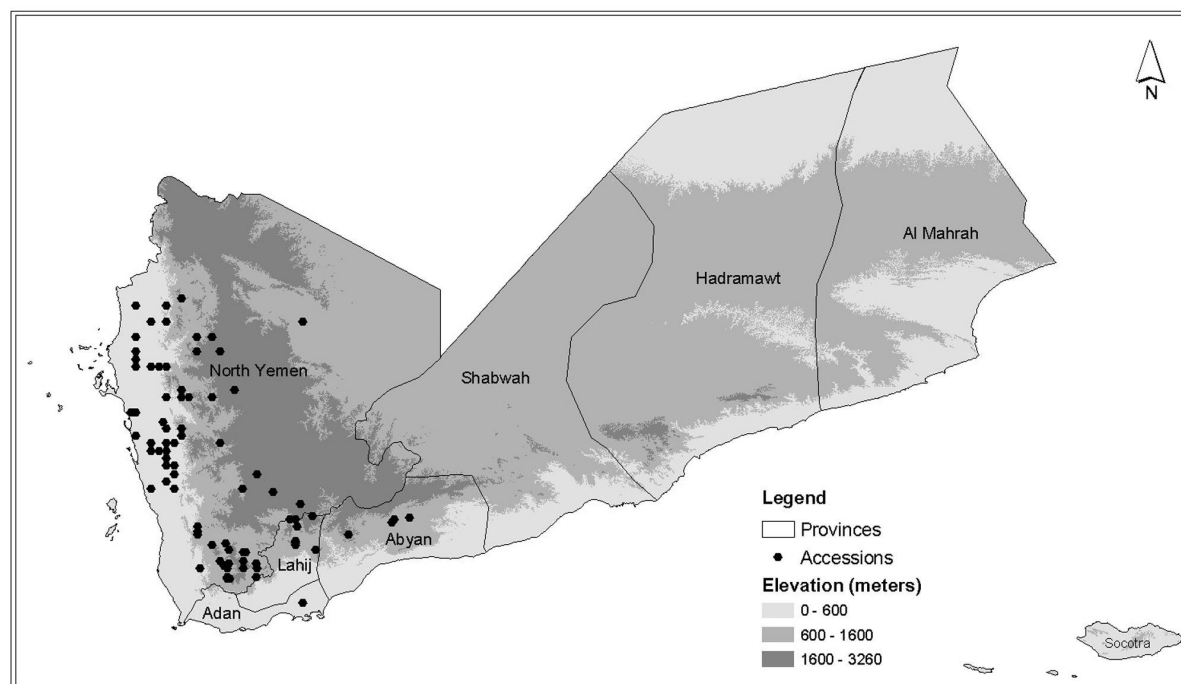 N
Al Mahrah
Hadramawt
North Yemen
Shabwah
Abyan
Lahij
Adan
Socotra
Legend
Provinces
Accessions
Elevation (meters)
0 - 600
600 - 1600
1600 - 3260